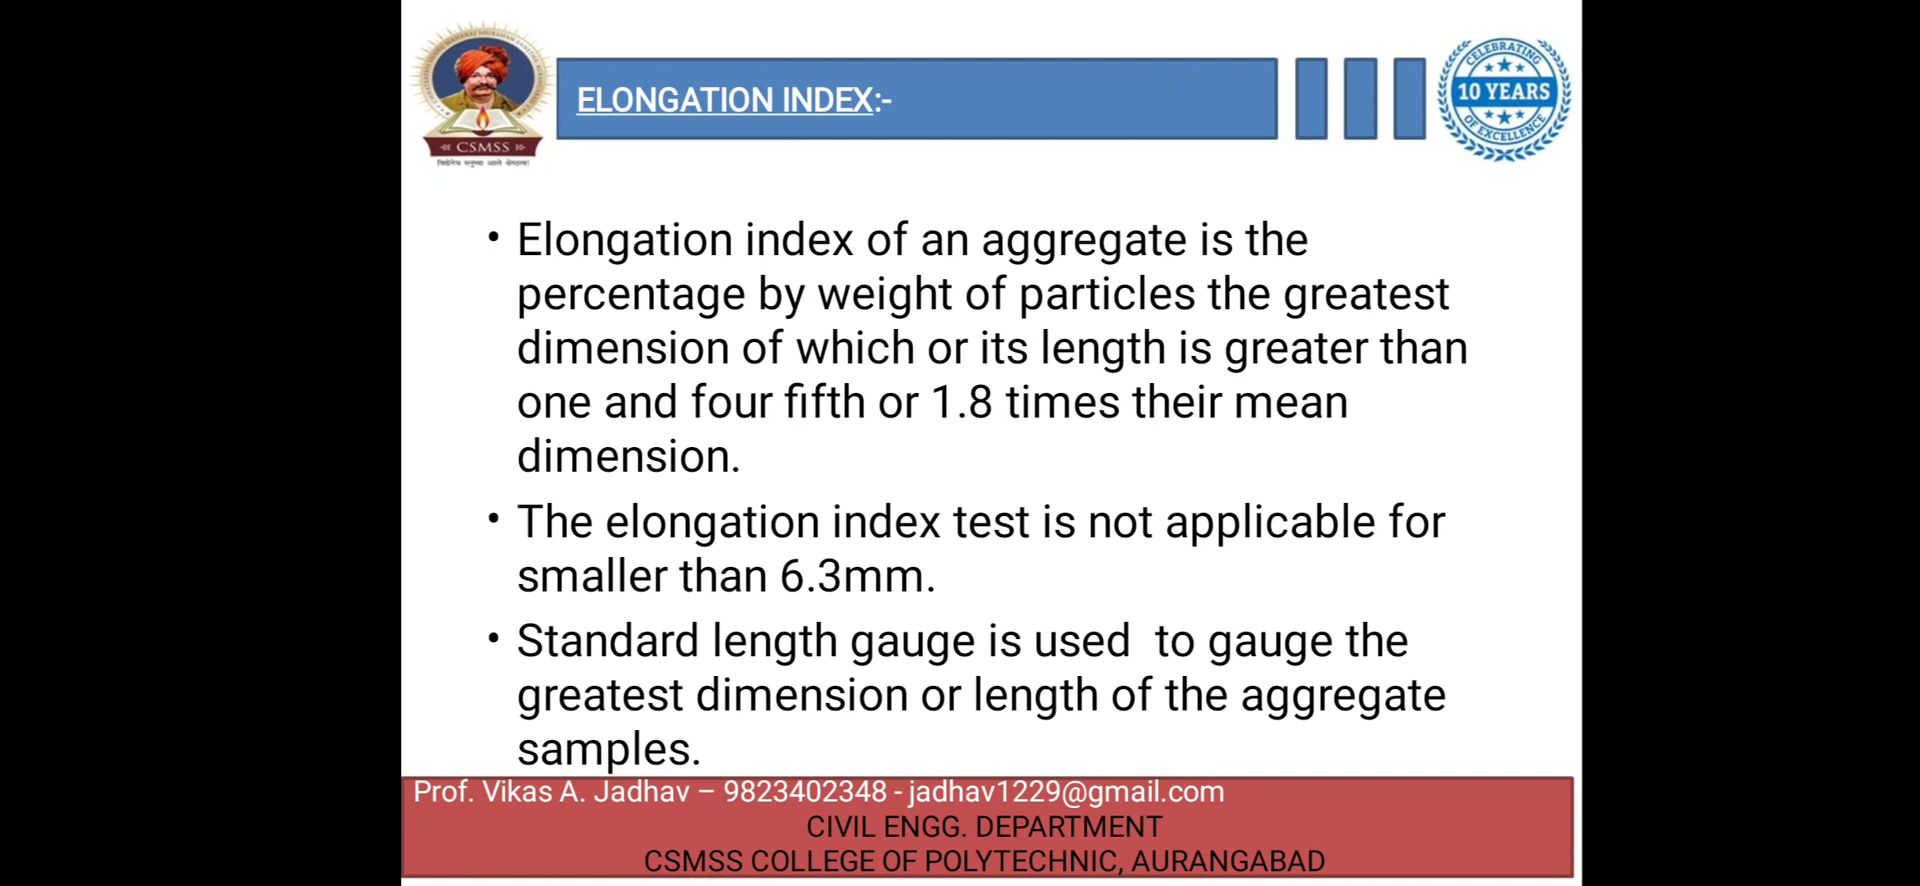 ELONGATION INDEX:-
CSMSS
CELEBRATING
10 YEARS
OF EXCELLENCE
• Elongation index of an aggregate is the
percentage by weight of particles the greatest
dimension of which or its length is greater than
one and four fifth or 1.8 times their mean
dimension.
• The elongation index test is not applicable for
smaller than 6.3mm.
• Standard length gauge is used  to gauge the
greatest dimension or length of the aggregate
samples.
Prof. Vikas A. Jadhav – 9823402348 - jadhav1229@gmail.com
CIVIL ENGG. DEPARTMENT
CSMSS COLLEGE OF POLYTECHNIC, AURANGABAD